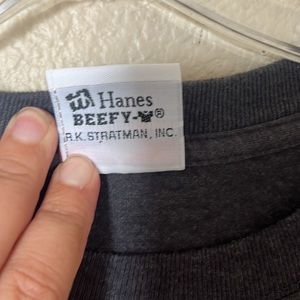 Hanes
BEEFY-T®
R.K. STRATMAN, INC.